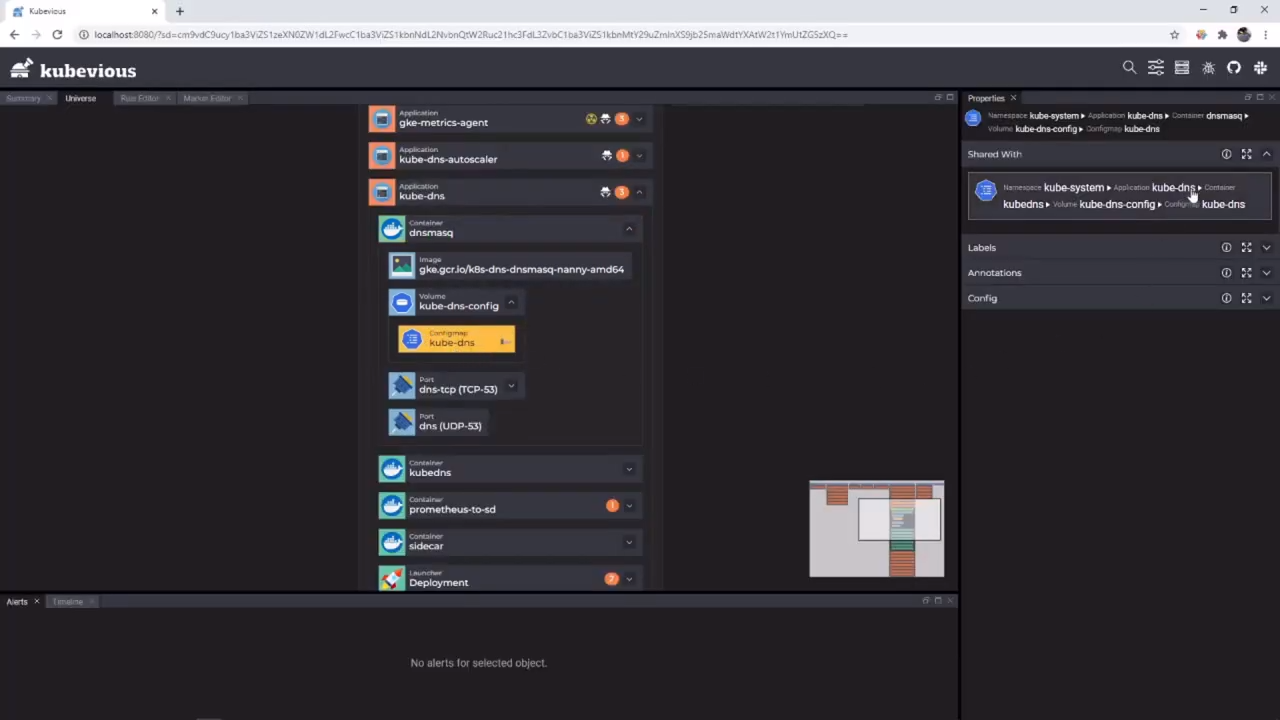 Kubevious
localhost:8080/?sd=
kubevious
Summary
Universe
Rule Editor
Marker Editor
Application
gke-metrics-agent
3
Application
kube-dns-autoscaler
1
Application
kube-dns
3
Container
dnsmasq
Image
gke.gcr.io/k8s-dns-dnsmasq-nanny-amd64
Volume
kube-dns-config
Configmap
kube-dns
Port
dns-tcp (TCP-53)
Port
dns (UDP-53)
Container
kubedns
Container
prometheus-to-sd
1
Container
sidecar
Launcher
Deployment
2
Properties
Namespace kube-system Application kube-dns Container dnsmasq
Volume kube-dns-config Configmap kube-dns
Shared With
Namespace kube-system Application kube-dns Container
kubedns Volume kube-dns-config Configmap kube-dns
Labels
Annotations
Config
Alerts
Timeline
No alerts for selected object.